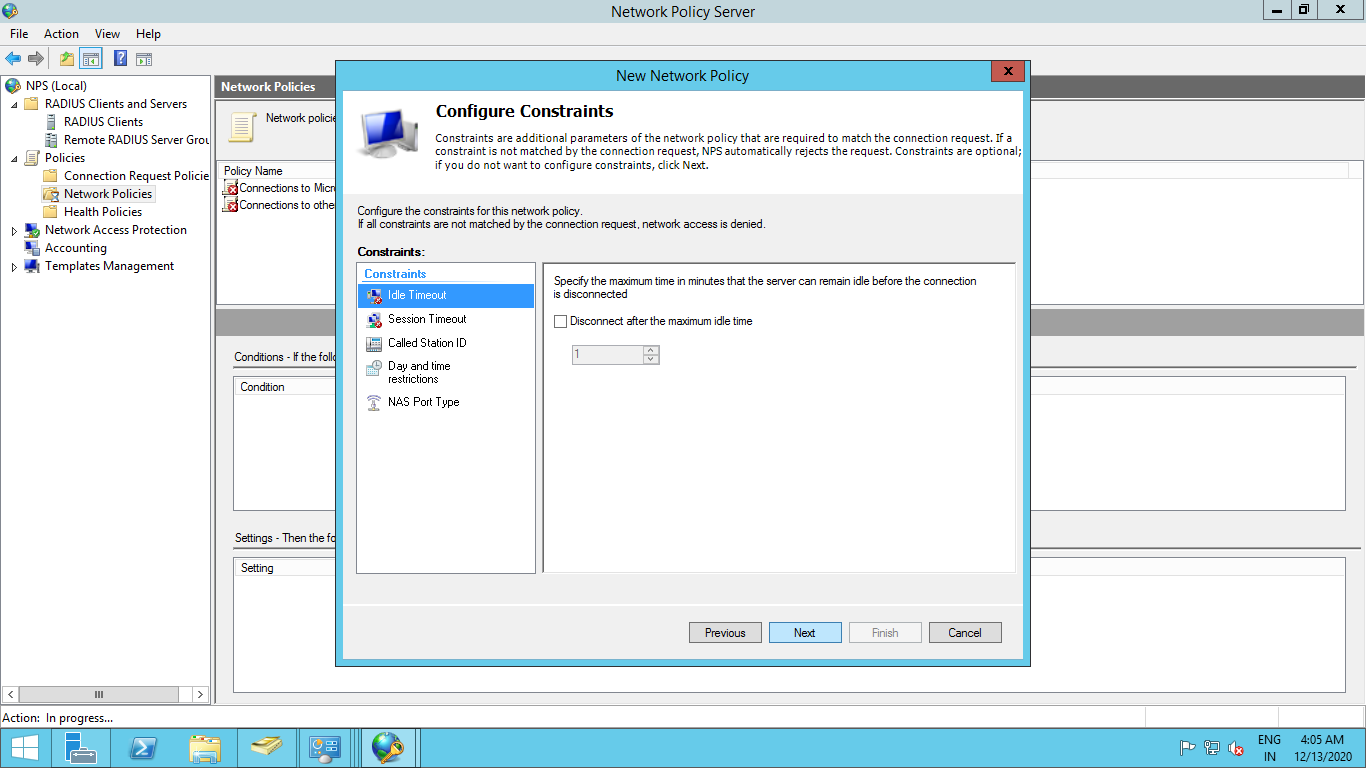 Network Policy Server
File Action View Help
NPS (Local)
RADIUS Clients and Servers
RADIUS Clients
Remote RADIUS Server Grou
Policies
Connection Request Policie
Network Policies
Health Policies
Network Access Protection
Accounting
Templates Management
Network Policies
Network policie
Policy Name
Connections to Micr
Connections to othe
Conditions - If the follo
Condition
Settings - Then the fo
Setting
New Network Policy
x
Configure Constraints
Constraints are additional parameters of the network policy that are required to match the connection request. If a
constraint is not matched by the connection request, NPS automatically rejects the request. Constraints are optional;
if you do not want to configure constraints, click Next.
Configure the constraints for this network policy.
If all constraints are not matched by the connection request, network access is denied.
Constraints:
Constraints
Idle Timeout
Session Timeout
Called Station ID
Day and time
restrictions
NAS Port Type
Specify the maximum time in minutes that the server can remain idle before the connection
is disconnected
Disconnect after the maximum idle time
1
Previous Next Finish Cancel
Action: In progress...
ENG
IN
4:05 AM
12/13/2020